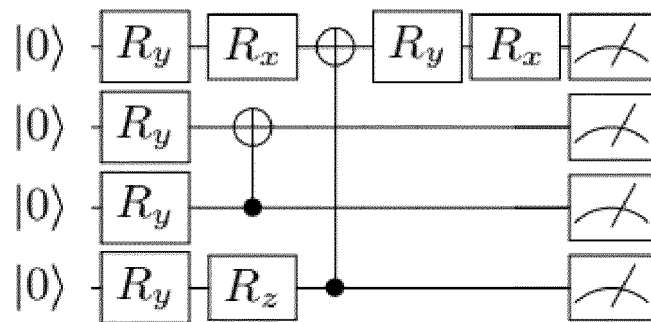 |0⟩ R_y R_x R_y R_x
|0⟩ R_y
|0⟩ R_y
|0⟩ R_y R_z